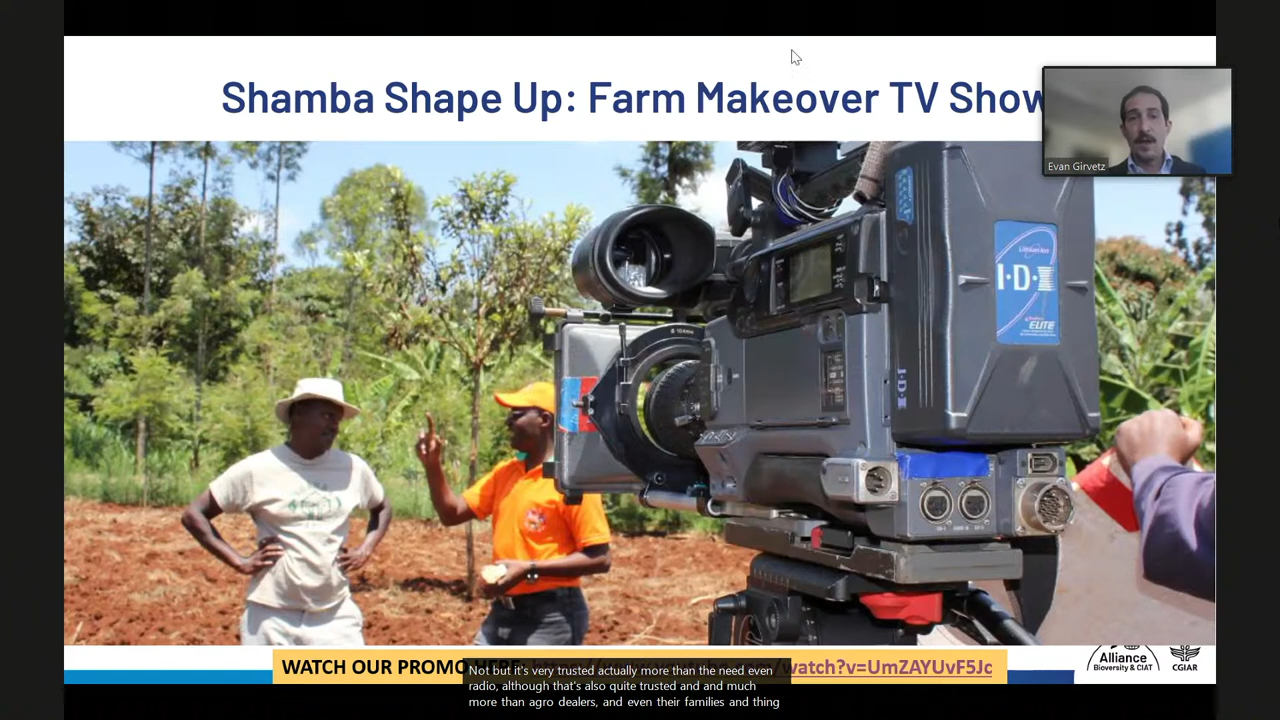 Shamba Shape Up: Farm Makeover TV Show
Evan Girvetz
I·D·X
ELITE
I·D·X
WATCH OUR PROMO
/watch?v=UmZAYUvF5Jc
Not but it's very trusted actually more than the need even
radio, although that's also quite trusted and and much
more than agro dealers, and even their families and thing
Alliance
Bioversity & CIAT
CGIAR